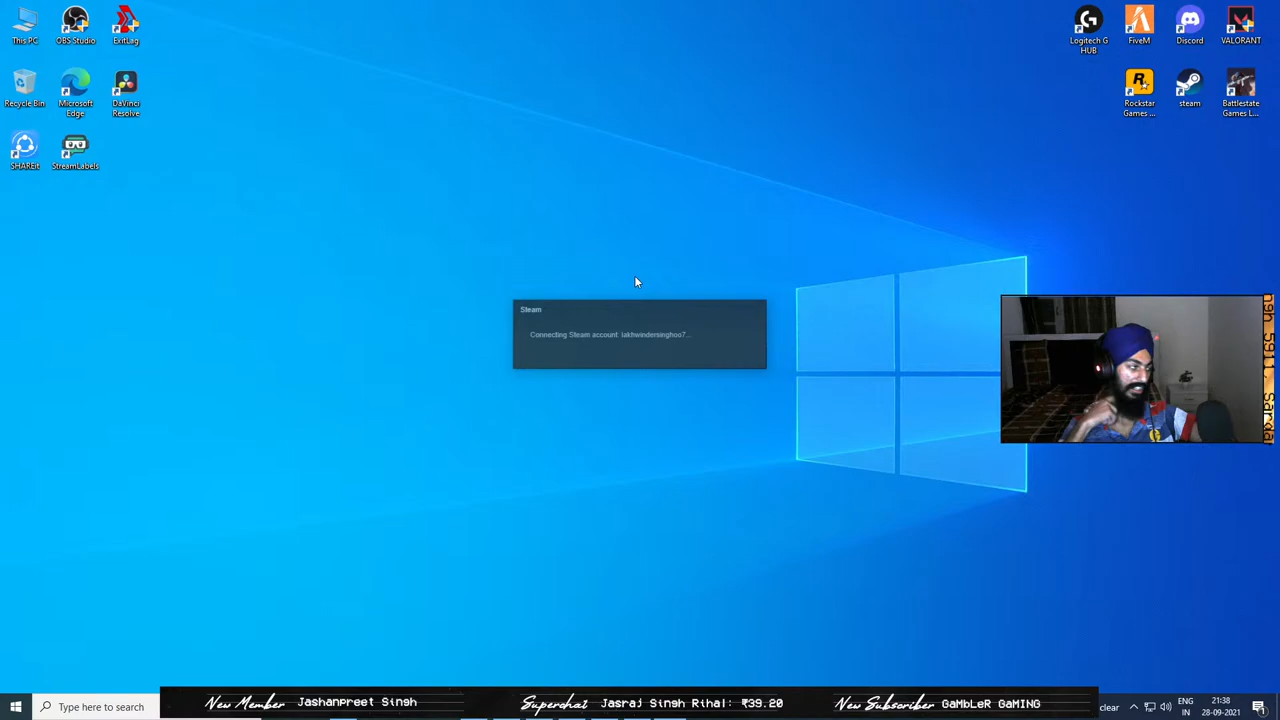 This PC
OBS Studio
ExitLag
Recycle Bin
Microsoft
Edge
DaVinci
Resolve
SHAREit
StreamLabels
Logitech G
HUB
FiveM
Discord
VALORANT
Rockstar
Games ...
steam
Battlestate
Games L...
Steam
Connecting Steam account: lakhwindersinghoo7...
Type here to search
New Member Jashanpreet Singh
Superchat Jasraj Singh Rihal: ₹39.20
New Subscriber GaMbLeR GaMING
clear
ENG
IN
21:38
28-09-2021